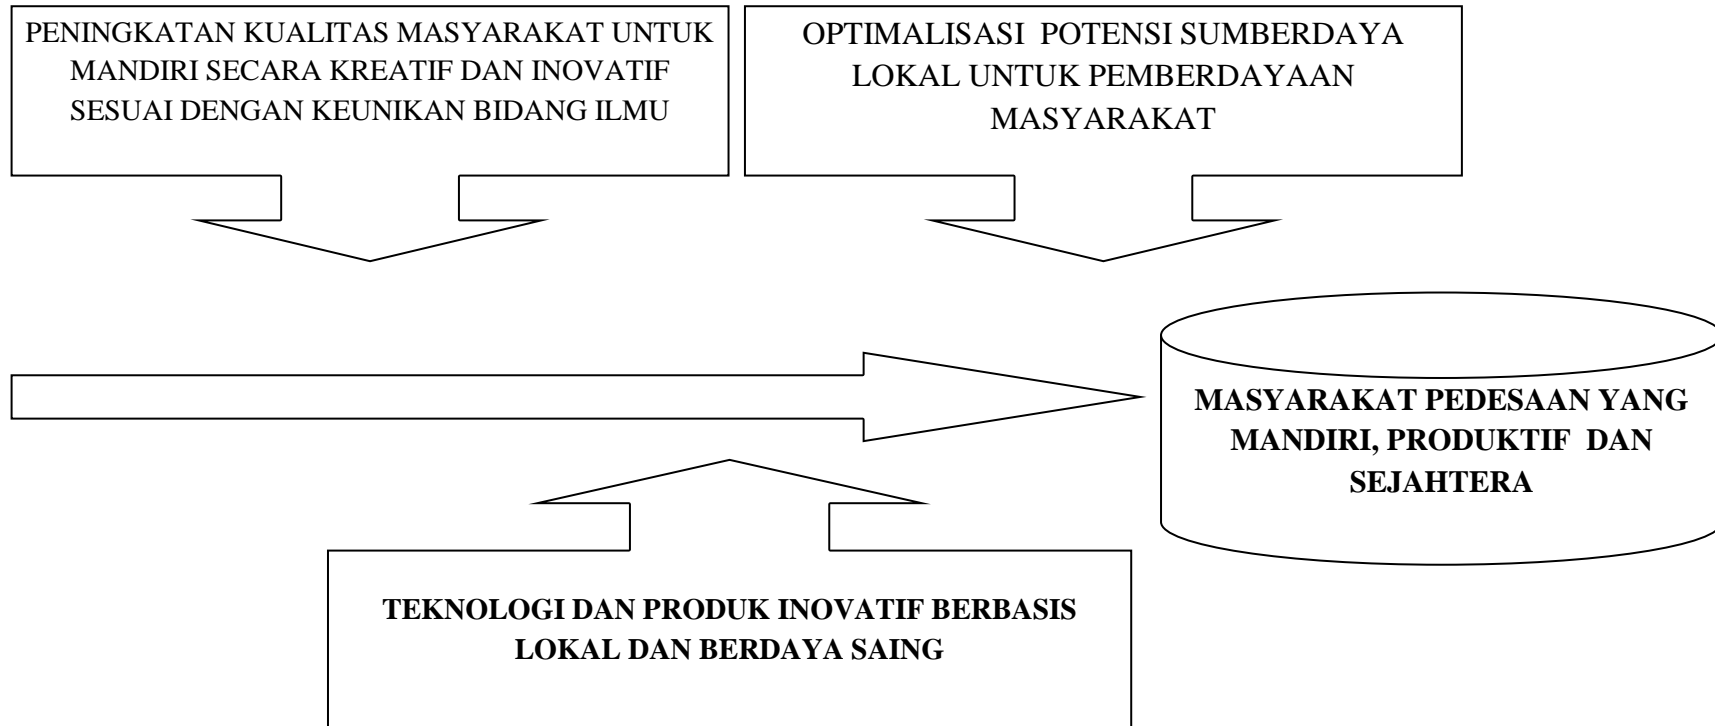 PENINGKATAN KUALITAS MASYARAKAT UNTUK
MANDIRI SECARA KREATIF DAN INOVATIF
SESUAI DENGAN KEUNIKAN BIDANG ILMU
OPTIMALISASI  POTENSI SUMBERDAYA
LOKAL UNTUK PEMBERDAYAAN
MASYARAKAT
MASYARAKAT PEDESAAN YANG
MANDIRI, PRODUKTIF  DAN
SEJAHTERA
TEKNOLOGI DAN PRODUK INOVATIF BERBASIS
LOKAL DAN BERDAYA SAING